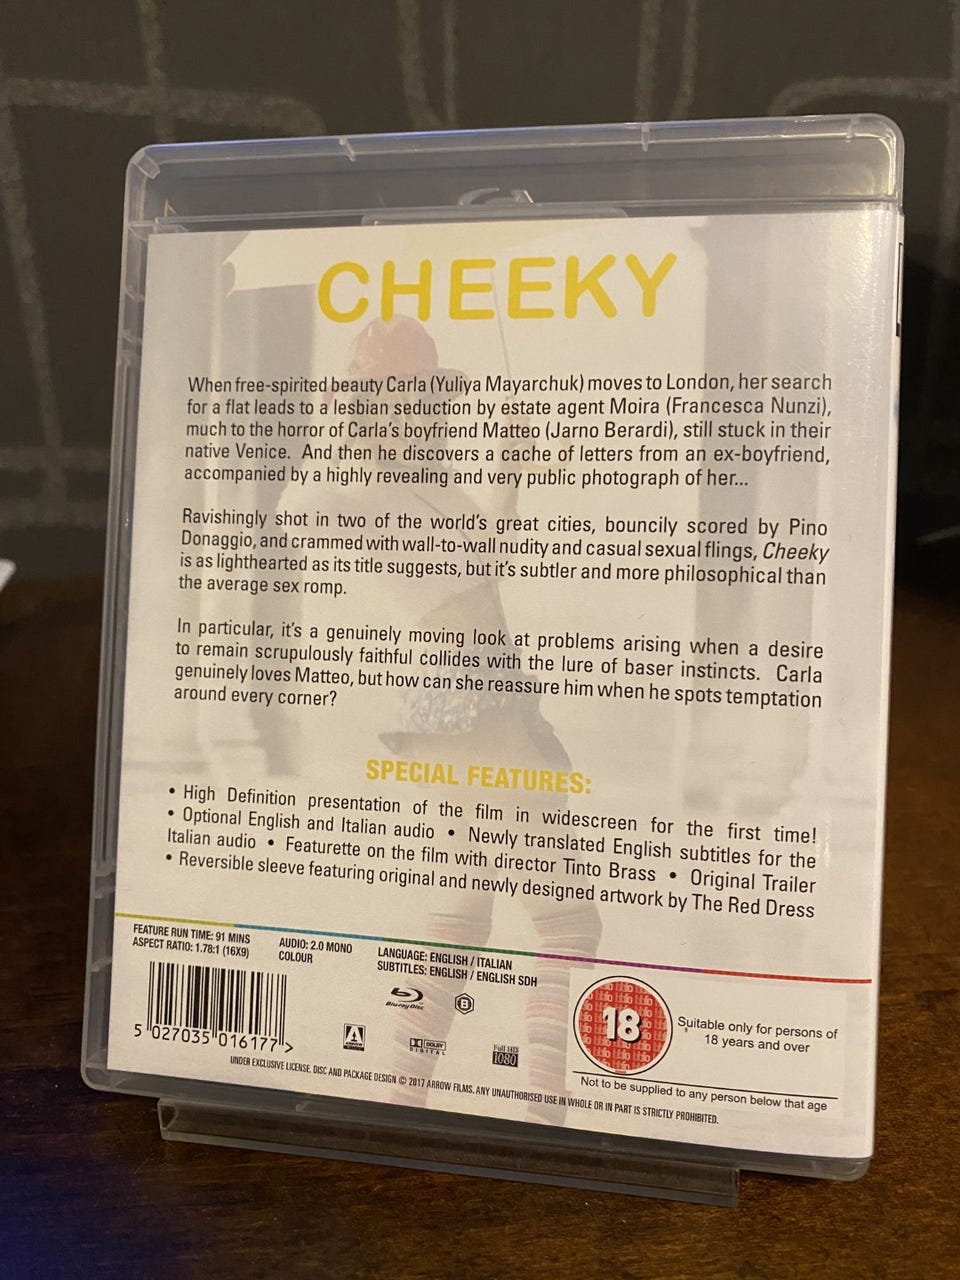 CHEEKY
When free-spirited beauty Carla (Yuliya Mayarchuk) moves to London, her search
for a flat leads to a lesbian seduction by estate agent Moira (Francesca Nunzi),
much to the horror of Carla's boyfriend Matteo (Jarno Berardi), still stuck in their
native Venice. And then he discovers a cache of letters from an ex-boyfriend,
accompanied by a highly revealing and very public photograph of her...
Ravishingly shot in two of the world's great cities, bouncily scored by Pino
Donaggio, and crammed with wall-to-wall nudity and casual sexual flings, Cheeky
is as lighthearted as its title suggests, but it's subtler and more philosophical than
the average sex romp.
In particular, it's a genuinely moving look at problems arising when a desire
to remain scrupulously faithful collides with the lure of baser instincts. Carla
genuinely loves Matteo, but how can she reassure him when he spots temptation
around every corner?
SPECIAL FEATURES:
• High Definition presentation of the film in widescreen for the first time!
• Optional English and Italian audio • Newly translated English subtitles for the
Italian audio • Featurette on the film with director Tinto Brass • Original Trailer
• Reversible sleeve featuring original and newly designed artwork by The Red Dress
FEATURE RUN TIME: 91 MINS
ASPECT RATIO: 1.78:1 (16X9)
AUDIO: 2.0 MONO
COLOUR
LANGUAGE: ENGLISH / ITALIAN
SUBTITLES: ENGLISH / ENGLISH SDH
Blu-ray Disc
B
5 027035 016177 >
DOLBY
DIGITAL
Full HD
1080
18
Suitable only for persons of
18 years and over
Not to be supplied to any person below that age
UNDER EXCLUSIVE LICENSE. DISC AND PACKAGE DESIGN © 2017 ARROW FILMS. ANY UNAUTHORISED USE IN WHOLE OR IN PART IS STRICTLY PROHIBITED.